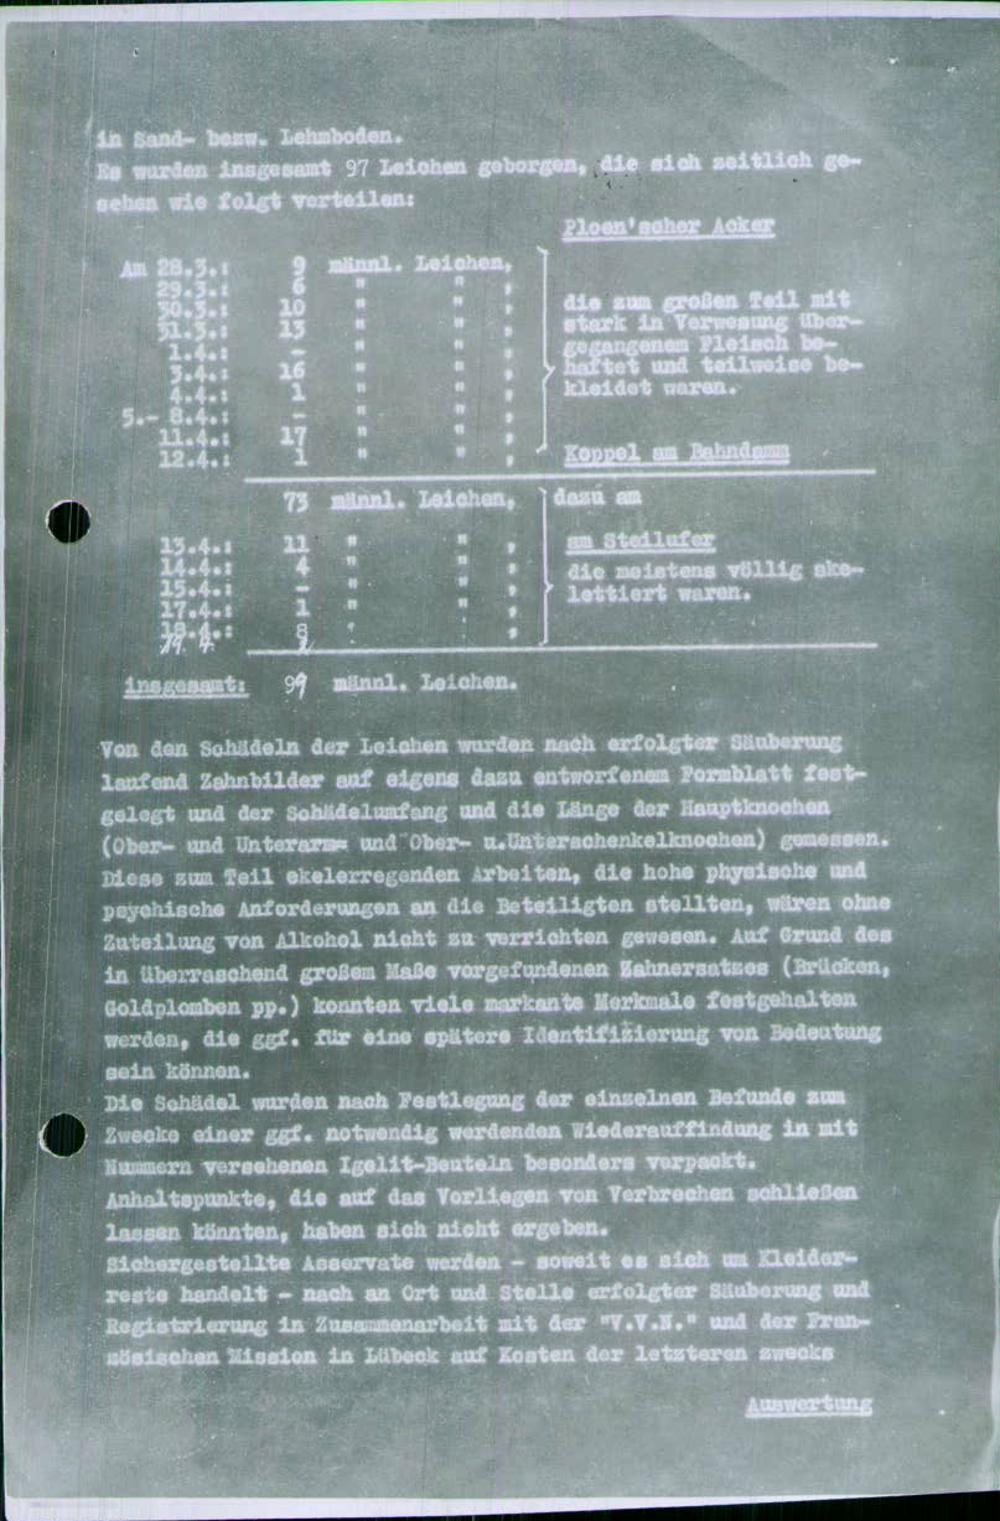 in Sand- bezw. Lehmboden.
Es wurden insgesamt 97 Leichen geborgen, die sich zeitlich ge-
sehen wie folgt verteilen:
Ploen'scher Acker
Am 28.3.: 9 männl. Leichen,
29.3.: 6 " " ,
30.3.: 10 " " ,
31.3.: 13 " " ,
1.4.: - " " ,
3.4.: 16 " " ,
4.4.: 1 " " ,
5.- 8.4.: - " " ,
11.4.: 17 " " ,
12.4.: 1 " " ,
die zum großen Teil mit
stark in Verwesung über-
gegangenem Fleisch be-
haftet und teilweise be-
kleidet waren.
Koppel am Bahndamm
73 männl. Leichen, dazu am
13.4.: 11 " " ,
14.4.: 4 " " ,
15.4.: - " " ,
17.4.: 1 " " ,
18.4.: 8 " . ,
19. 4.
am Steilufer
die meistens völlig ske-
lettiert waren.
insgesamt: 99 männl. Leichen.
Von den Schädeln der Leichen wurden nach erfolgter Säuberung
laufend Zahnbilder auf eigens dazu entworfenem Formblatt fest-
gelegt und der Schädelumfang und die Länge der Hauptknochen
(Ober- und Unterarm- und Ober- u.Unterschenkelknochen) gemessen.
Diese zum Teil ekelerregenden Arbeiten, die hohe physische und
psychische Anforderungen an die Beteiligten stellten, wären ohne
Zuteilung von Alkohol nicht zu verrichten gewesen. Auf Grund des
in überraschend großem Maße vorgefundenen Zahnersatzes (Brücken,
Goldplomben pp.) konnten viele markante Merkmale festgehalten
werden, die ggf. für eine spätere Identifizierung von Bedeutung
sein können.
Die Schädel wurden nach Festlegung der einzelnen Befunde zum
Zwecke einer ggf. notwendig werdenden Wiederauffindung in mit
Nummern versehenen Igelit-Beuteln besonders verpackt.
Anhaltspunkte, die auf das Vorliegen von Verbrechen schließen
lassen könnten, haben sich nicht ergeben.
Sichergestellte Asservate werden - soweit es sich um Kleider-
reste handelt - nach an Ort und Stelle erfolgter Säuberung und
Registrierung in Zusammenarbeit mit der "V.V.N." und der Fran-
zösischen Mission in Lübeck auf Kosten der letzteren zwecks
Auswertung